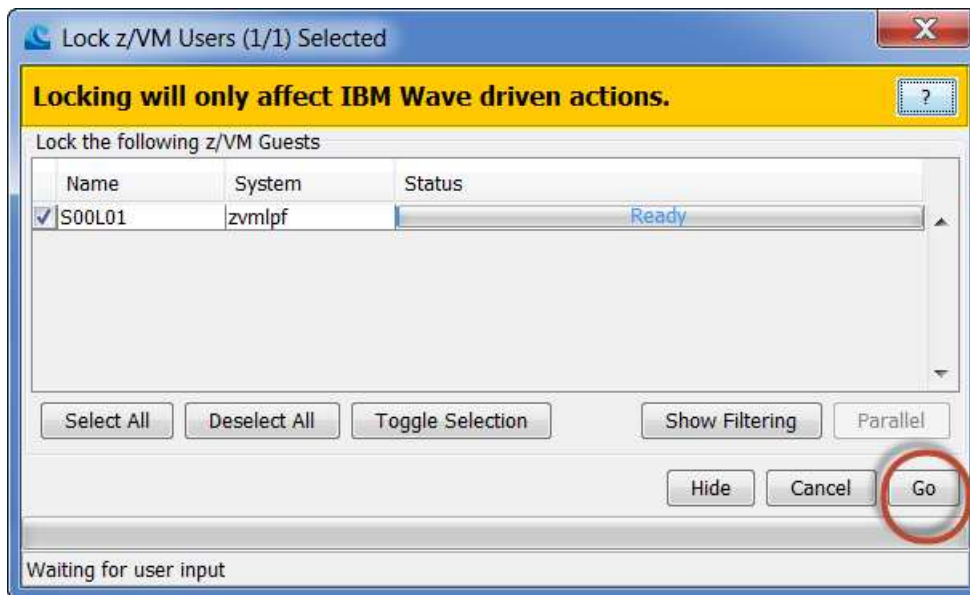 Lock z/VM Users (1/1) Selected
X
Locking will only affect IBM Wave driven actions.
?
Lock the following z/VM Guests
Name System Status
S00L01 zvmlpf Ready
Select All Deselect All Toggle Selection Show Filtering Parallel
Hide Cancel Go
Waiting for user input